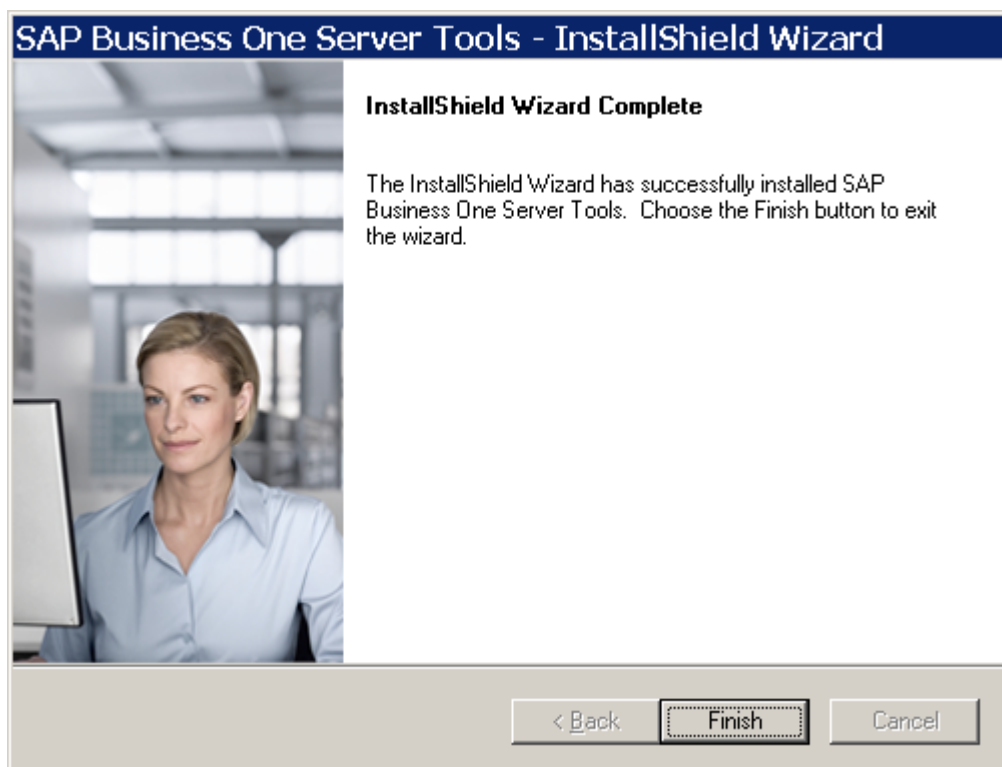 SAP Business One Server Tools - InstallShield Wizard
InstallShield Wizard Complete
The InstallShield Wizard has successfully installed SAP
Business One Server Tools.  Choose the Finish button to exit
the wizard.
< Back
Finish
Cancel